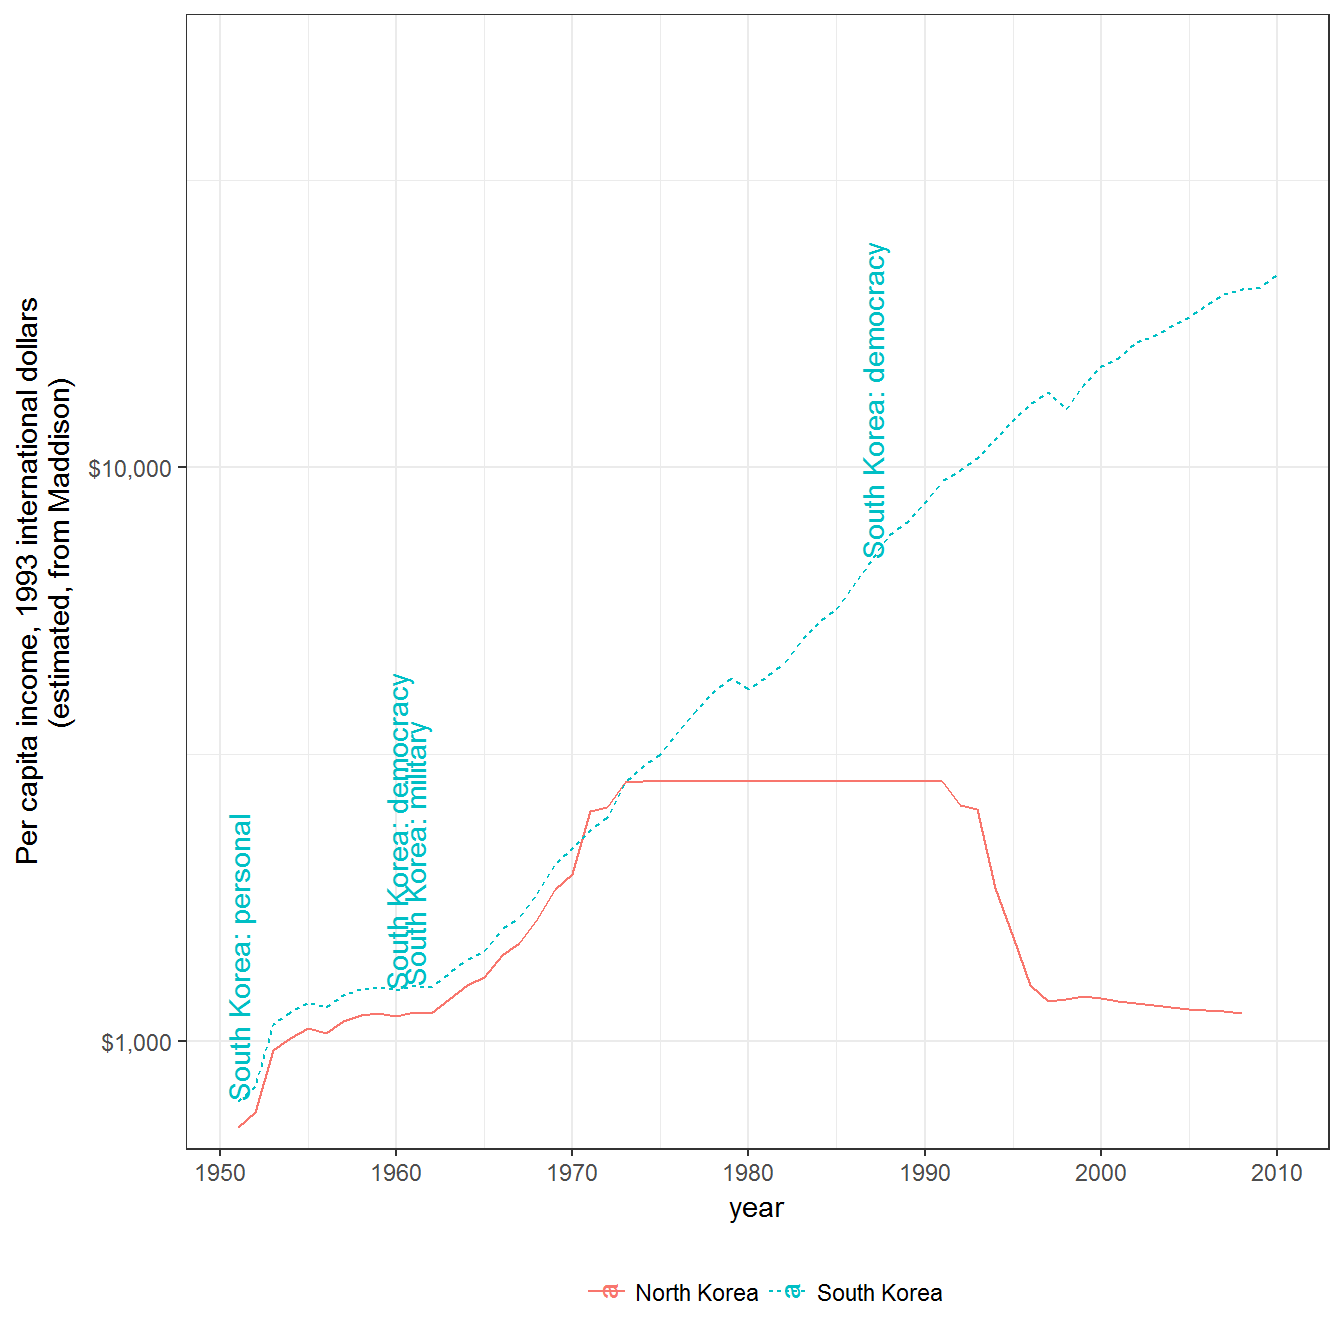 Per capita income, 1993 international dollars
(estimated, from Maddison)
$10,000
$1,000
South Korea: personal
South Korea: democracy
South Korea: military
South Korea: democracy
1950 1960 1970 1980 1990 2000 2010
year
a North Korea a South Korea